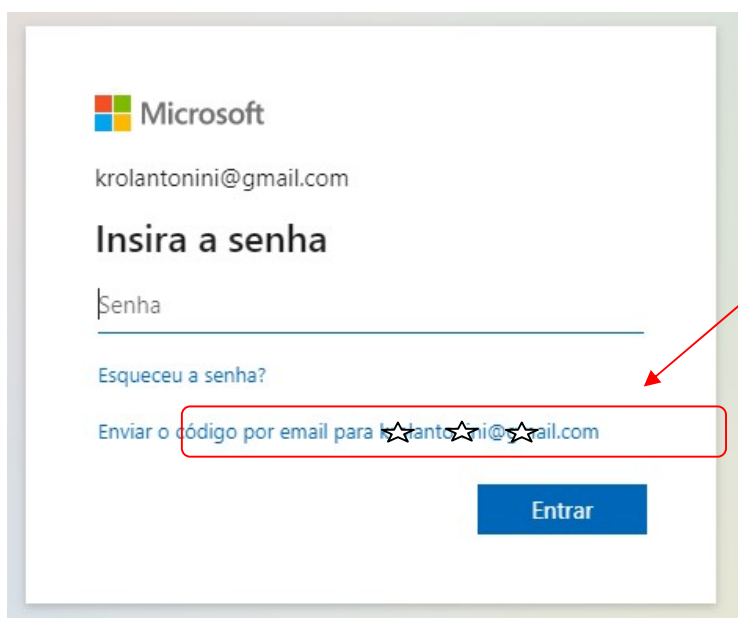 Microsoft
krolantonini@gmail.com
Insira a senha
Senha
Esqueceu a senha?
Enviar o código por email para
Entrar